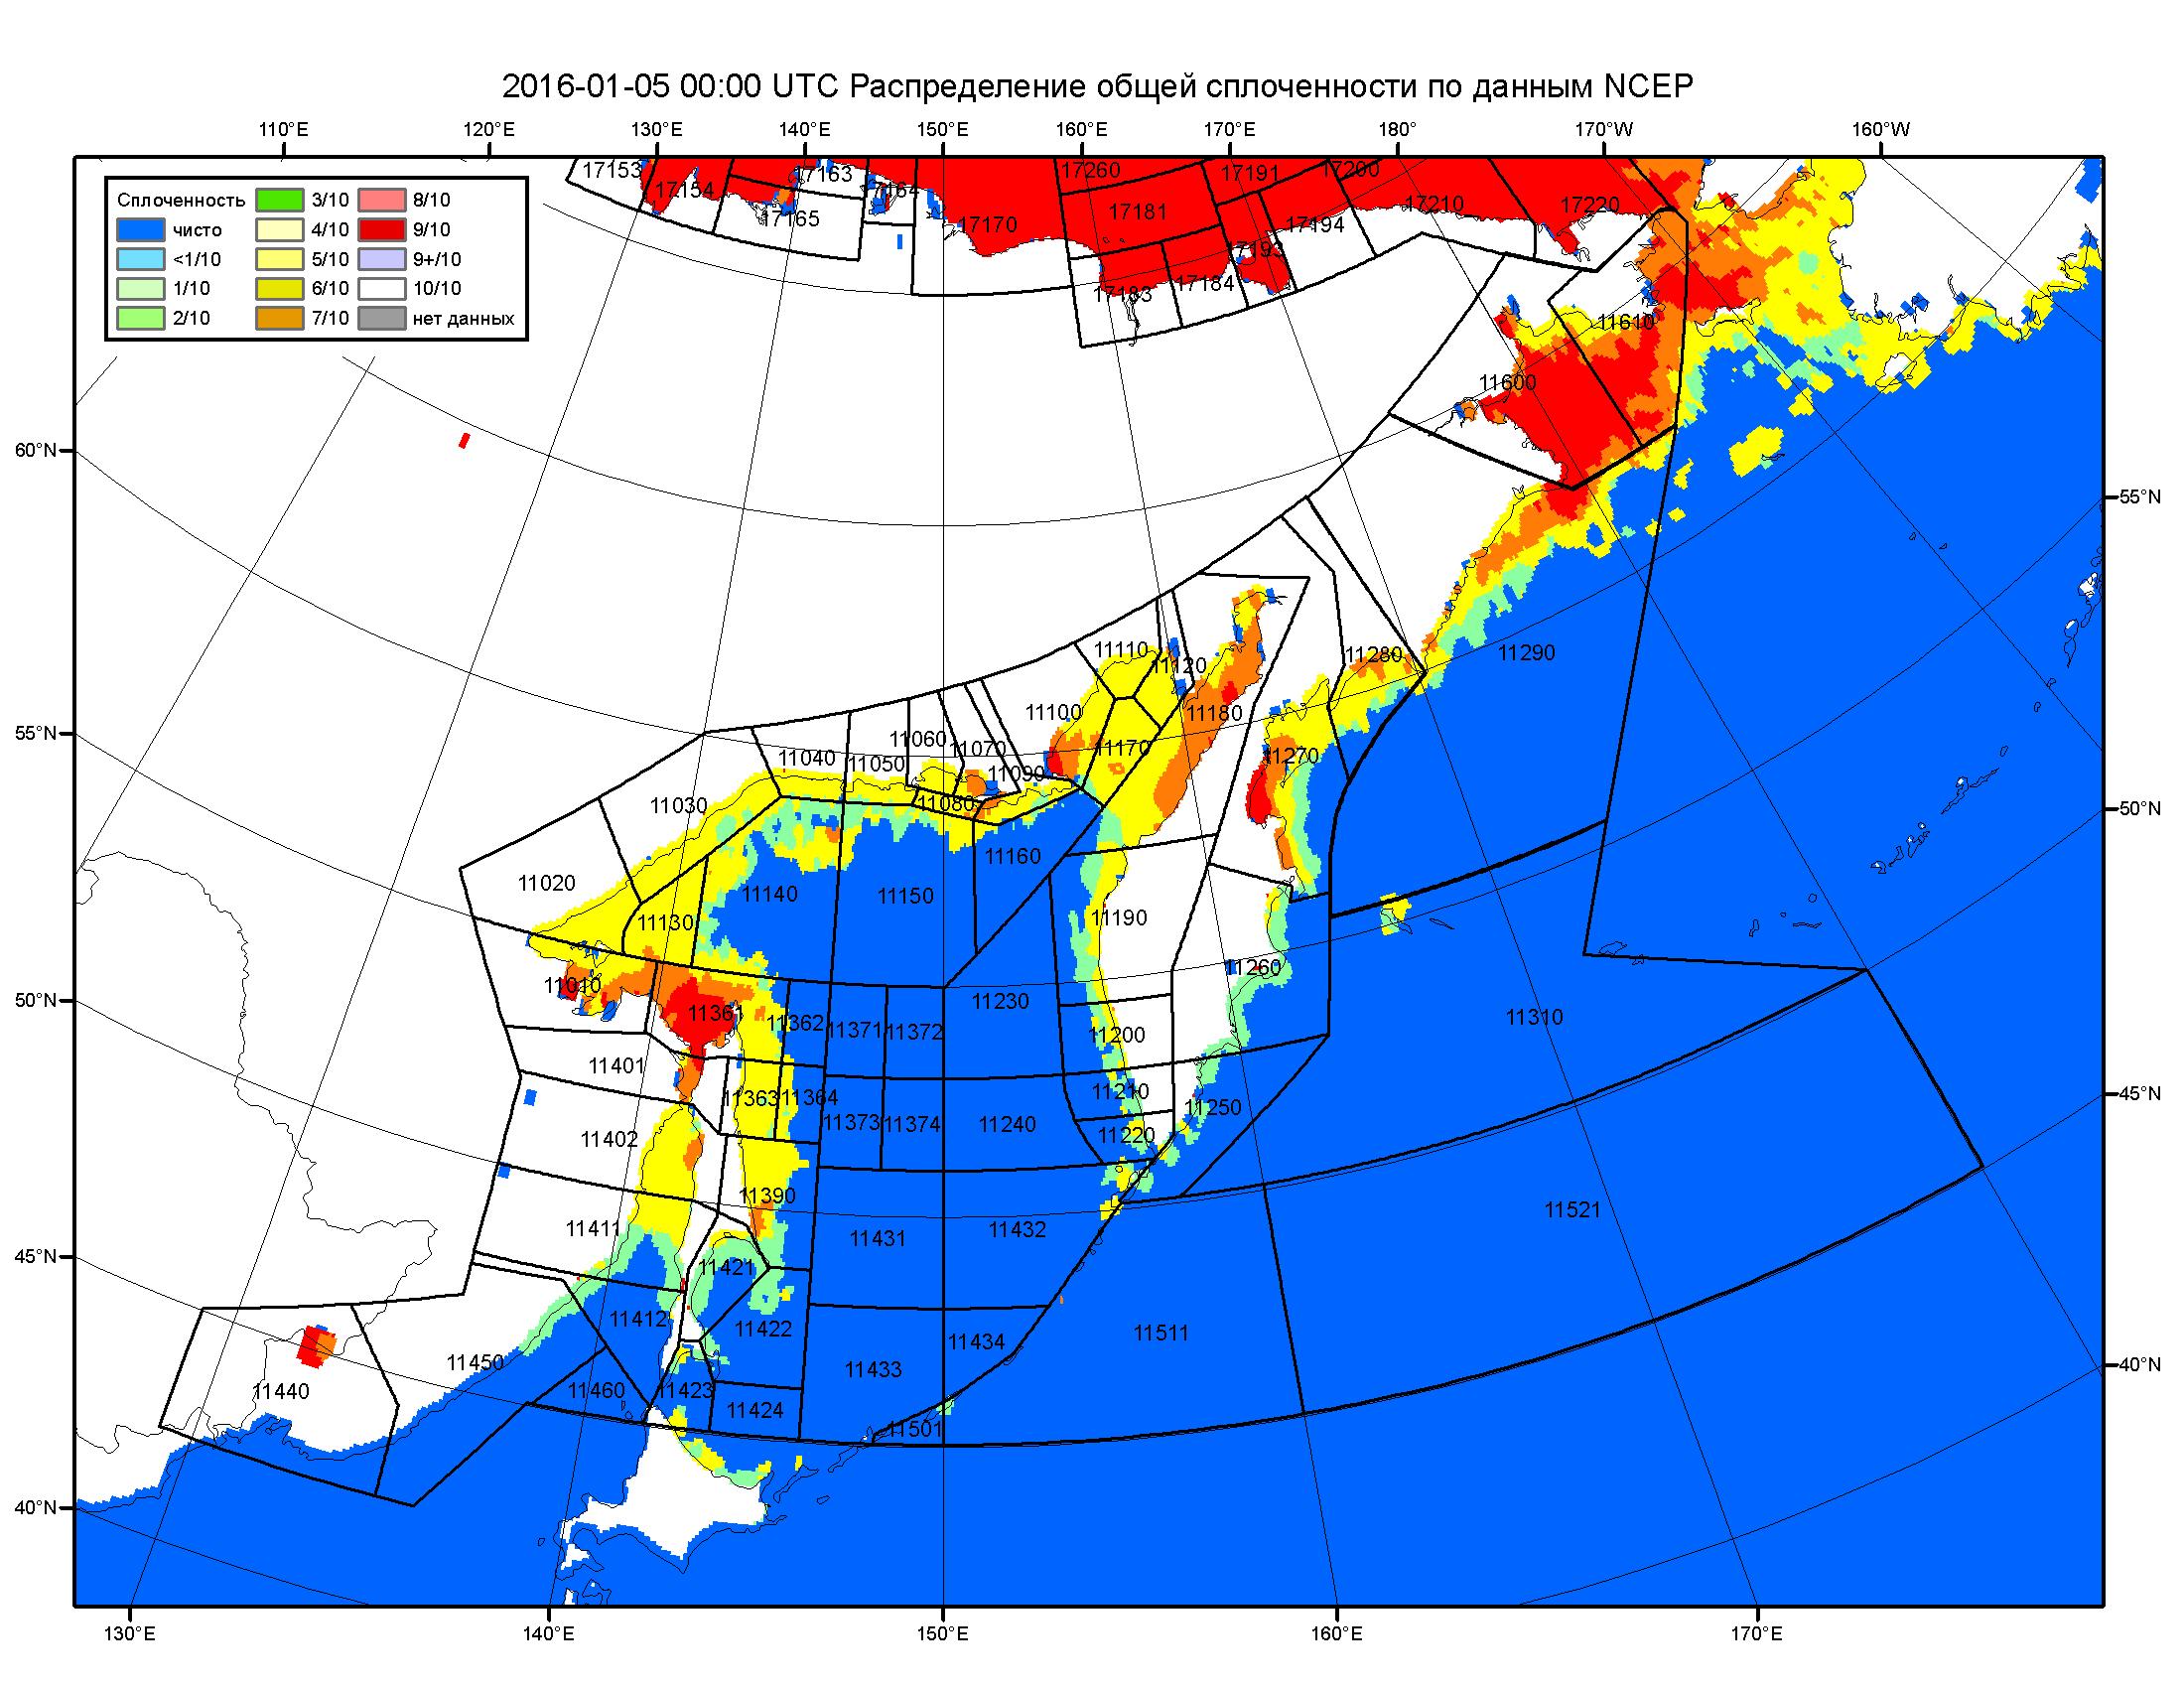 2016-01-05 00:00 UTC Распределение общей сплоченности по данным NCEP
110°E 120°E 130°E 140°E 150°E 160°E 170°E 180° 170°W 160°W
Сплоченность 3/10 8/10
чисто 4/10 9/10
<1/10 5/10 9+/10
1/10 6/10 10/10
2/10 7/10 нет данных
17153 17154 17163 17164 17165 17170 17260 17181 17191 17200 17210 17220
17183 17184 17193 17194
11610
11600
60°N
55°N
11290
11280
11110 11120
11100 11180
11060 11070 11170
11040 11050 11090 11270
55°N
11030 11080
50°N
11160
11020 11140 11150
11130 11190
11260
11010 11230
50°N
11361 11362 11371 11372 11200 11310
11401 11210
11363 11364 11250
45°N
11373 11374 11240
11402 11220
11390
11411 11431 11432 11521
45°N
11421
11412 11422 11511
11434
11450 11433
40°N
11440 11460 11423
11424
11501
40°N
130°E 140°E 150°E 160°E 170°E